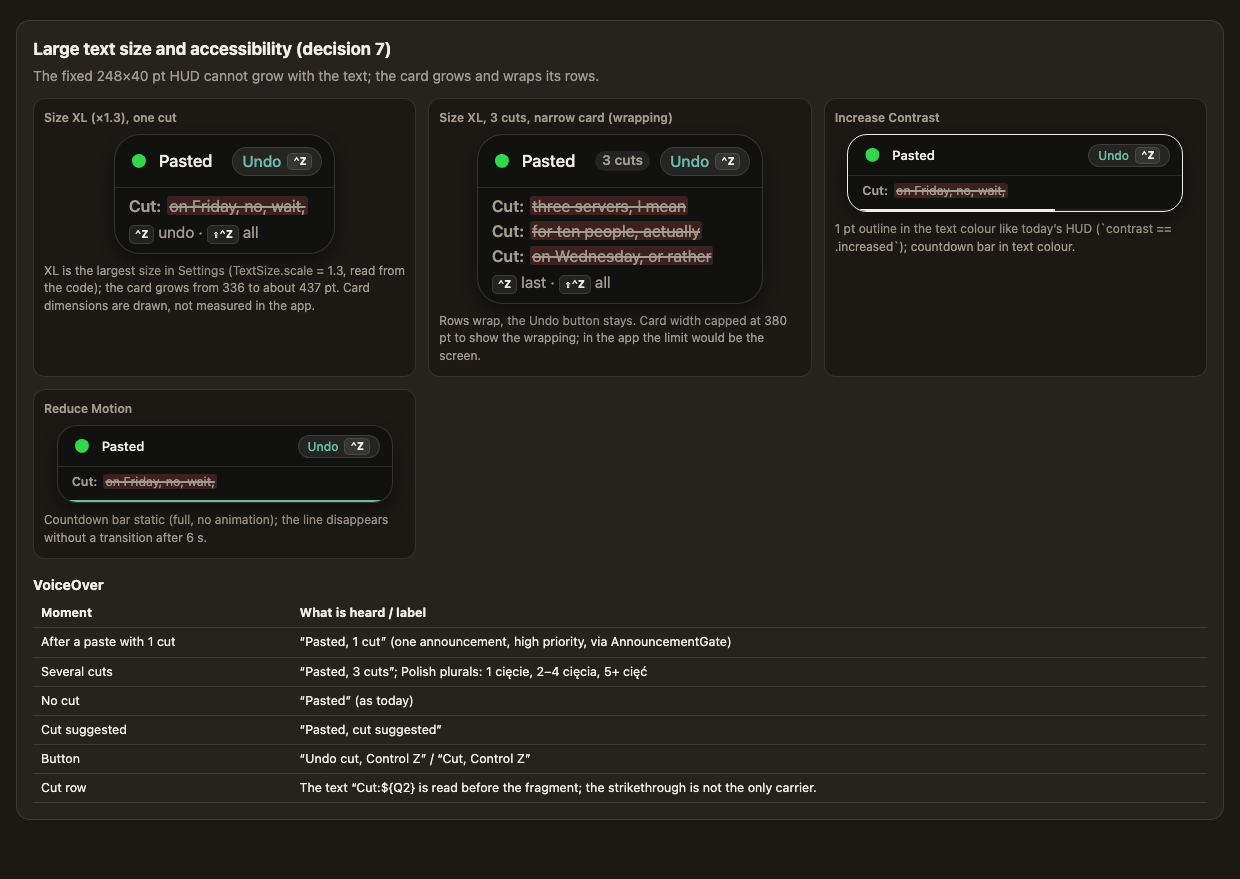 Large text size and accessibility (decision 7)
The fixed 248×40 pt HUD cannot grow with the text; the card grows and wraps its rows.
Size XL (×1.3), one cut
Pasted
Undo ^Z
Cut: on Friday, no, wait,
^Z undo · ⇧^Z all
XL is the largest size in Settings (TextSize.scale = 1.3, read from
the code); the card grows from 336 to about 437 pt. Card
dimensions are drawn, not measured in the app.
Size XL, 3 cuts, narrow card (wrapping)
Pasted
3 cuts
Undo ^Z
Cut: three servers, I mean
Cut: for ten people, actually
Cut: on Wednesday, or rather
^Z last · ⇧^Z all
Rows wrap, the Undo button stays. Card width capped at 380
pt to show the wrapping; in the app the limit would be the
screen.
Increase Contrast
Pasted
Undo ^Z
Cut: on Friday, no, wait,
1 pt outline in the text colour like today’s HUD (`contrast ==
.increased`); countdown bar in text colour.
Reduce Motion
Pasted
Undo ^Z
Cut: on Friday, no, wait,
Countdown bar static (full, no animation); the line disappears
without a transition after 6 s.
VoiceOver
Moment What is heard / label
After a paste with 1 cut “Pasted, 1 cut” (one announcement, high priority, via AnnouncementGate)
Several cuts “Pasted, 3 cuts”; Polish plurals: 1 cięcie, 2–4 cięcia, 5+ cięć
No cut “Pasted” (as today)
Cut suggested “Pasted, cut suggested”
Button “Undo cut, Control Z” / “Cut, Control Z”
Cut row The text “Cut:${Q2} is read before the fragment; the strikethrough is not the only carrier.